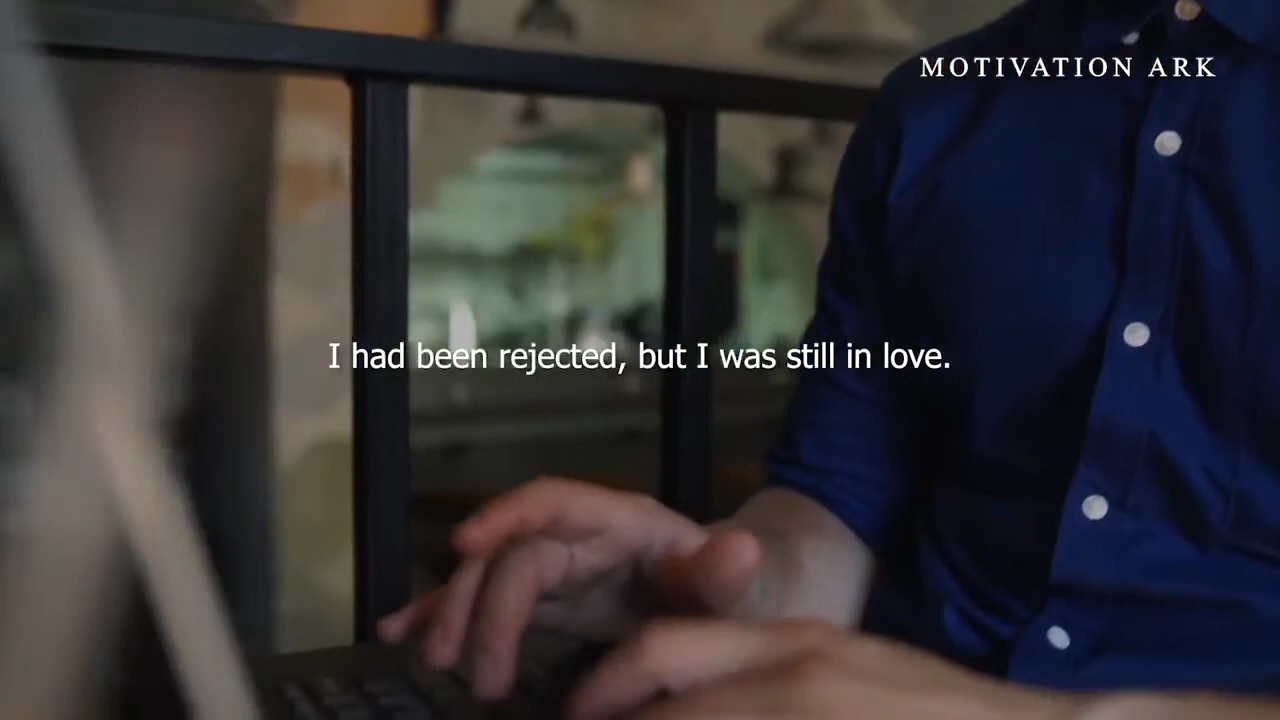 MOTIVATION ARK
I had been rejected, but I was still in love.